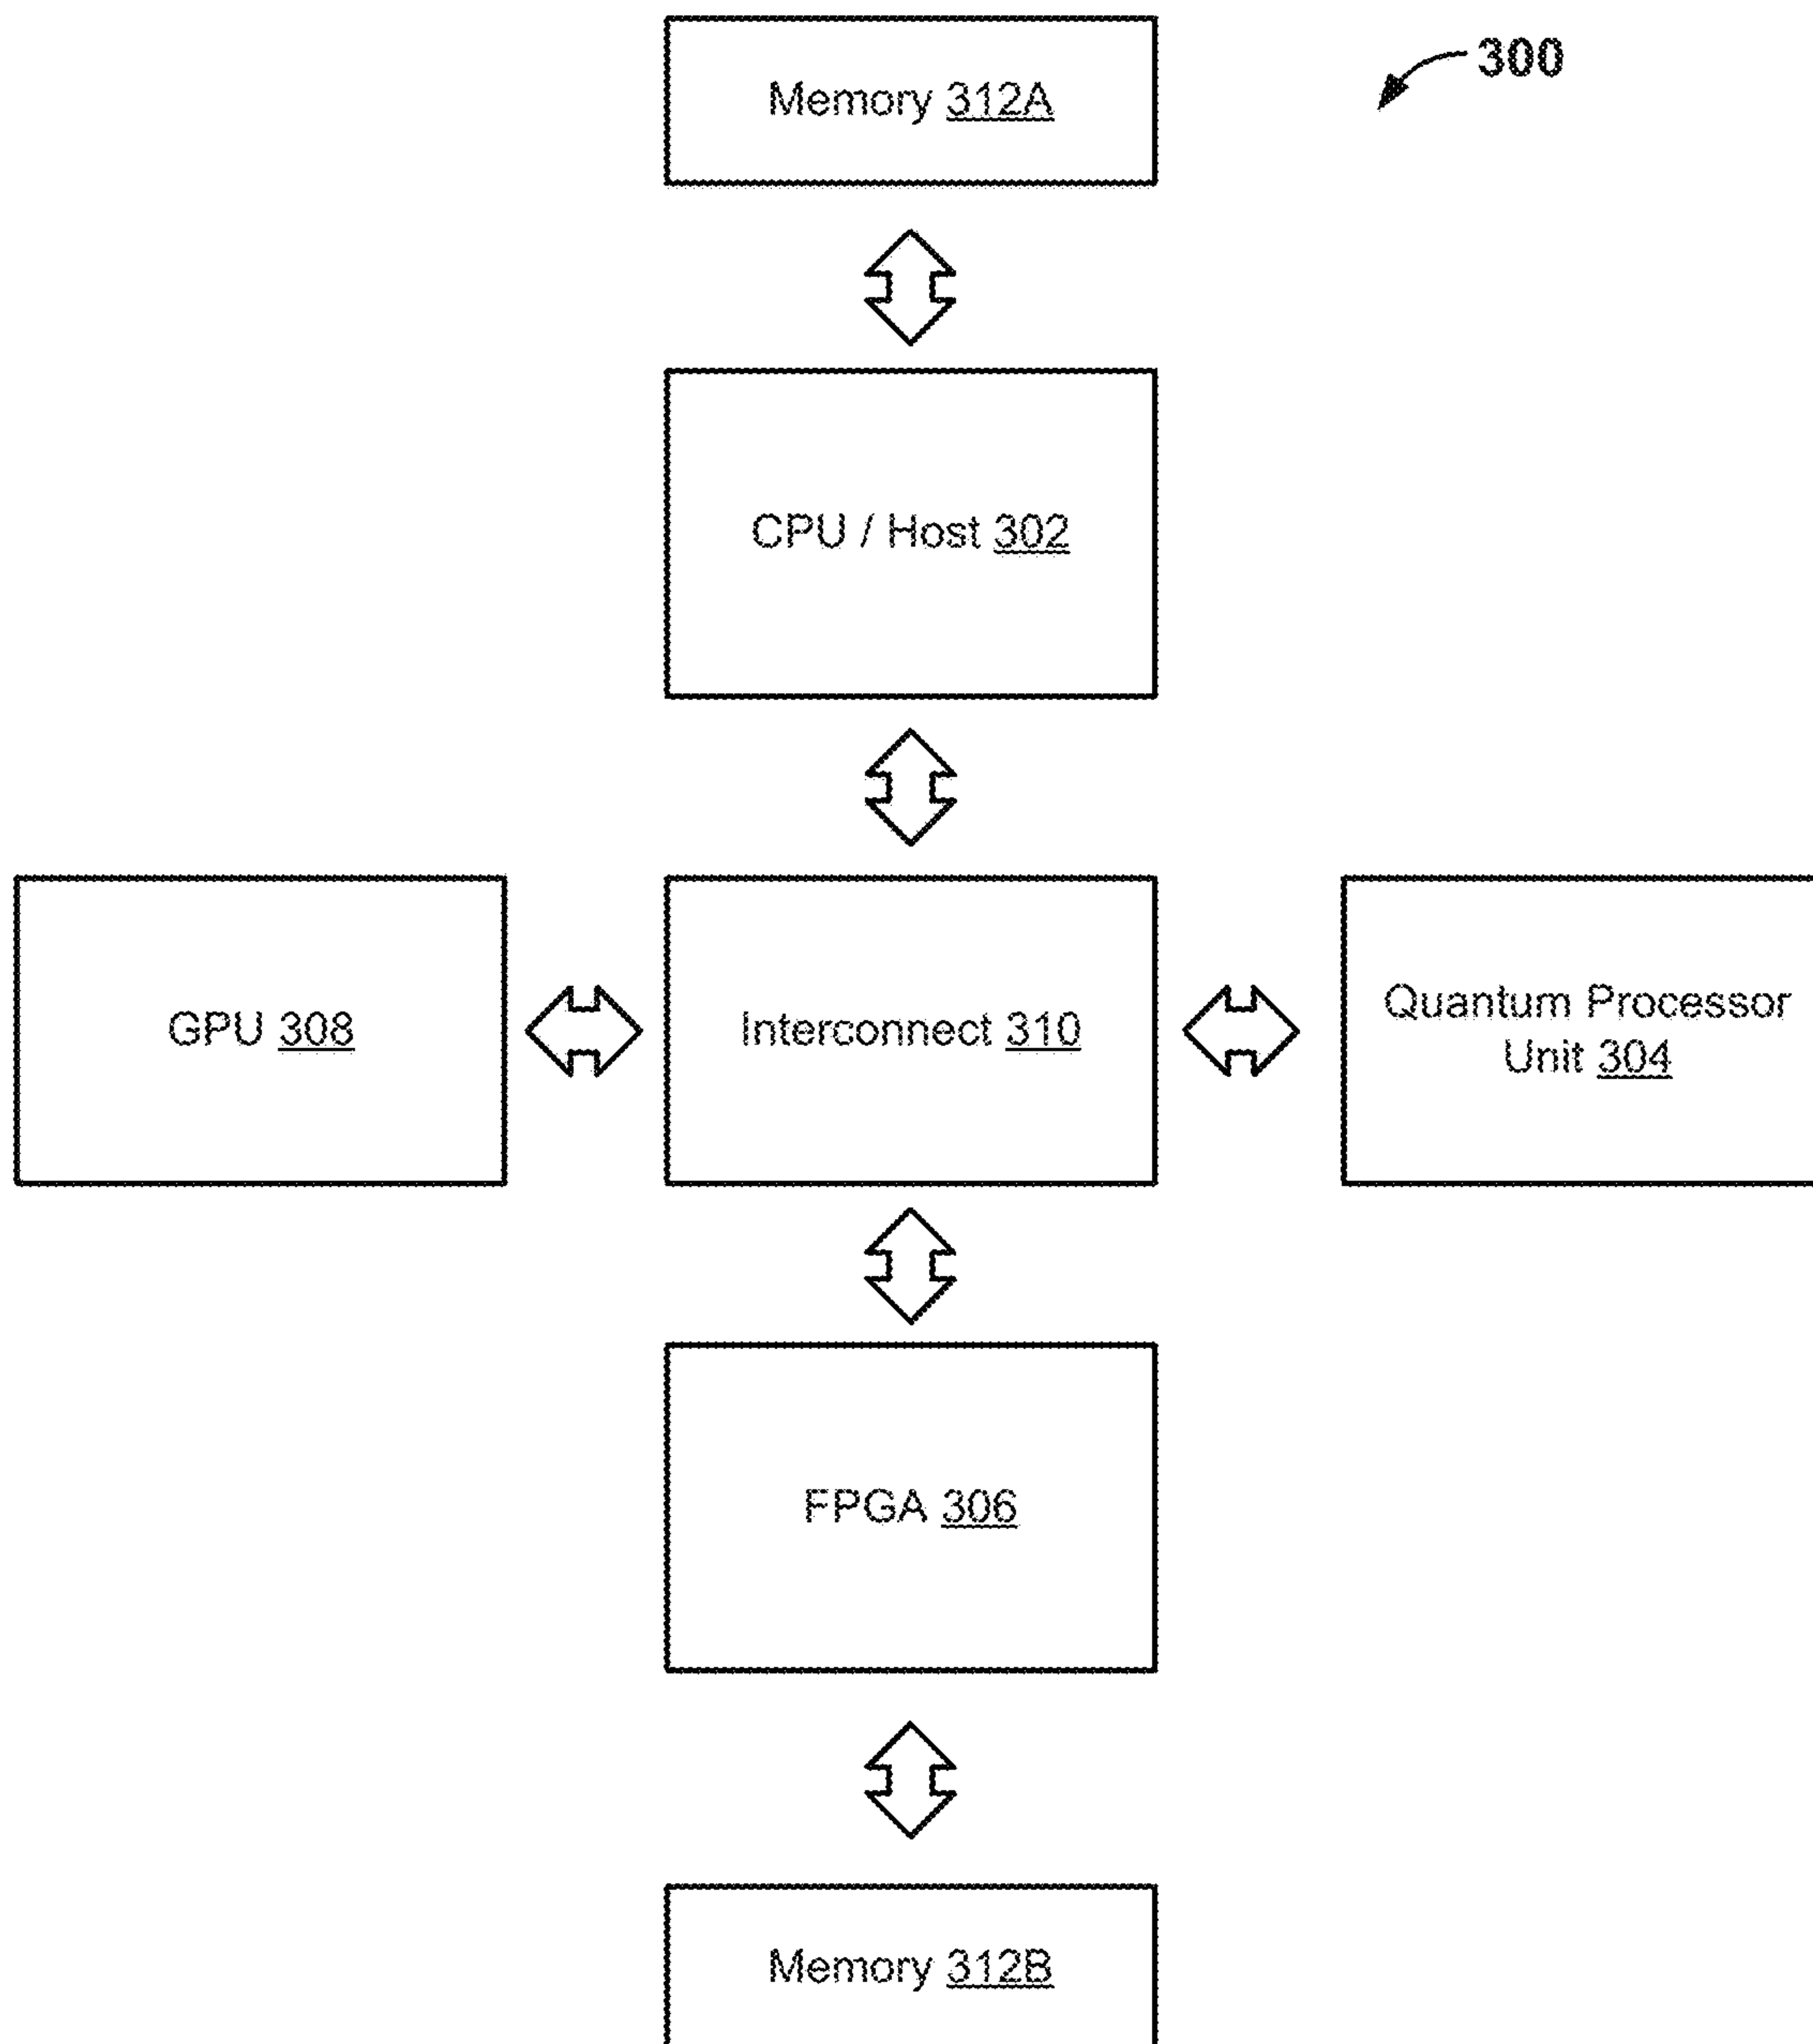 300
Memory 312A
CPU / Host 302
GPU 308
Interconnect 310
Quantum Processor
Unit 304
FPGA 306
Memory 312B